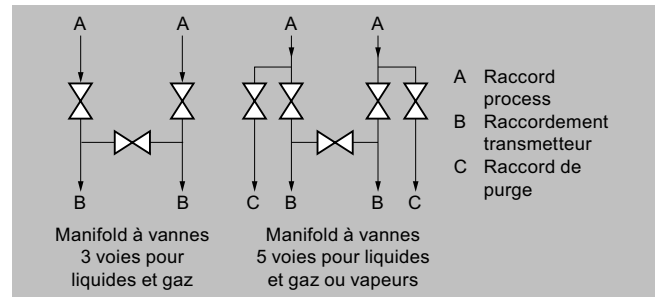 A A A A
A Raccord
process
B Raccordement
transmetteur
C Raccord de
purge
B B C B B C
Manifold à vannes
3 voies pour
liquides et gaz
Manifold à vannes
5 voies pour liquides
et gaz ou vapeurs